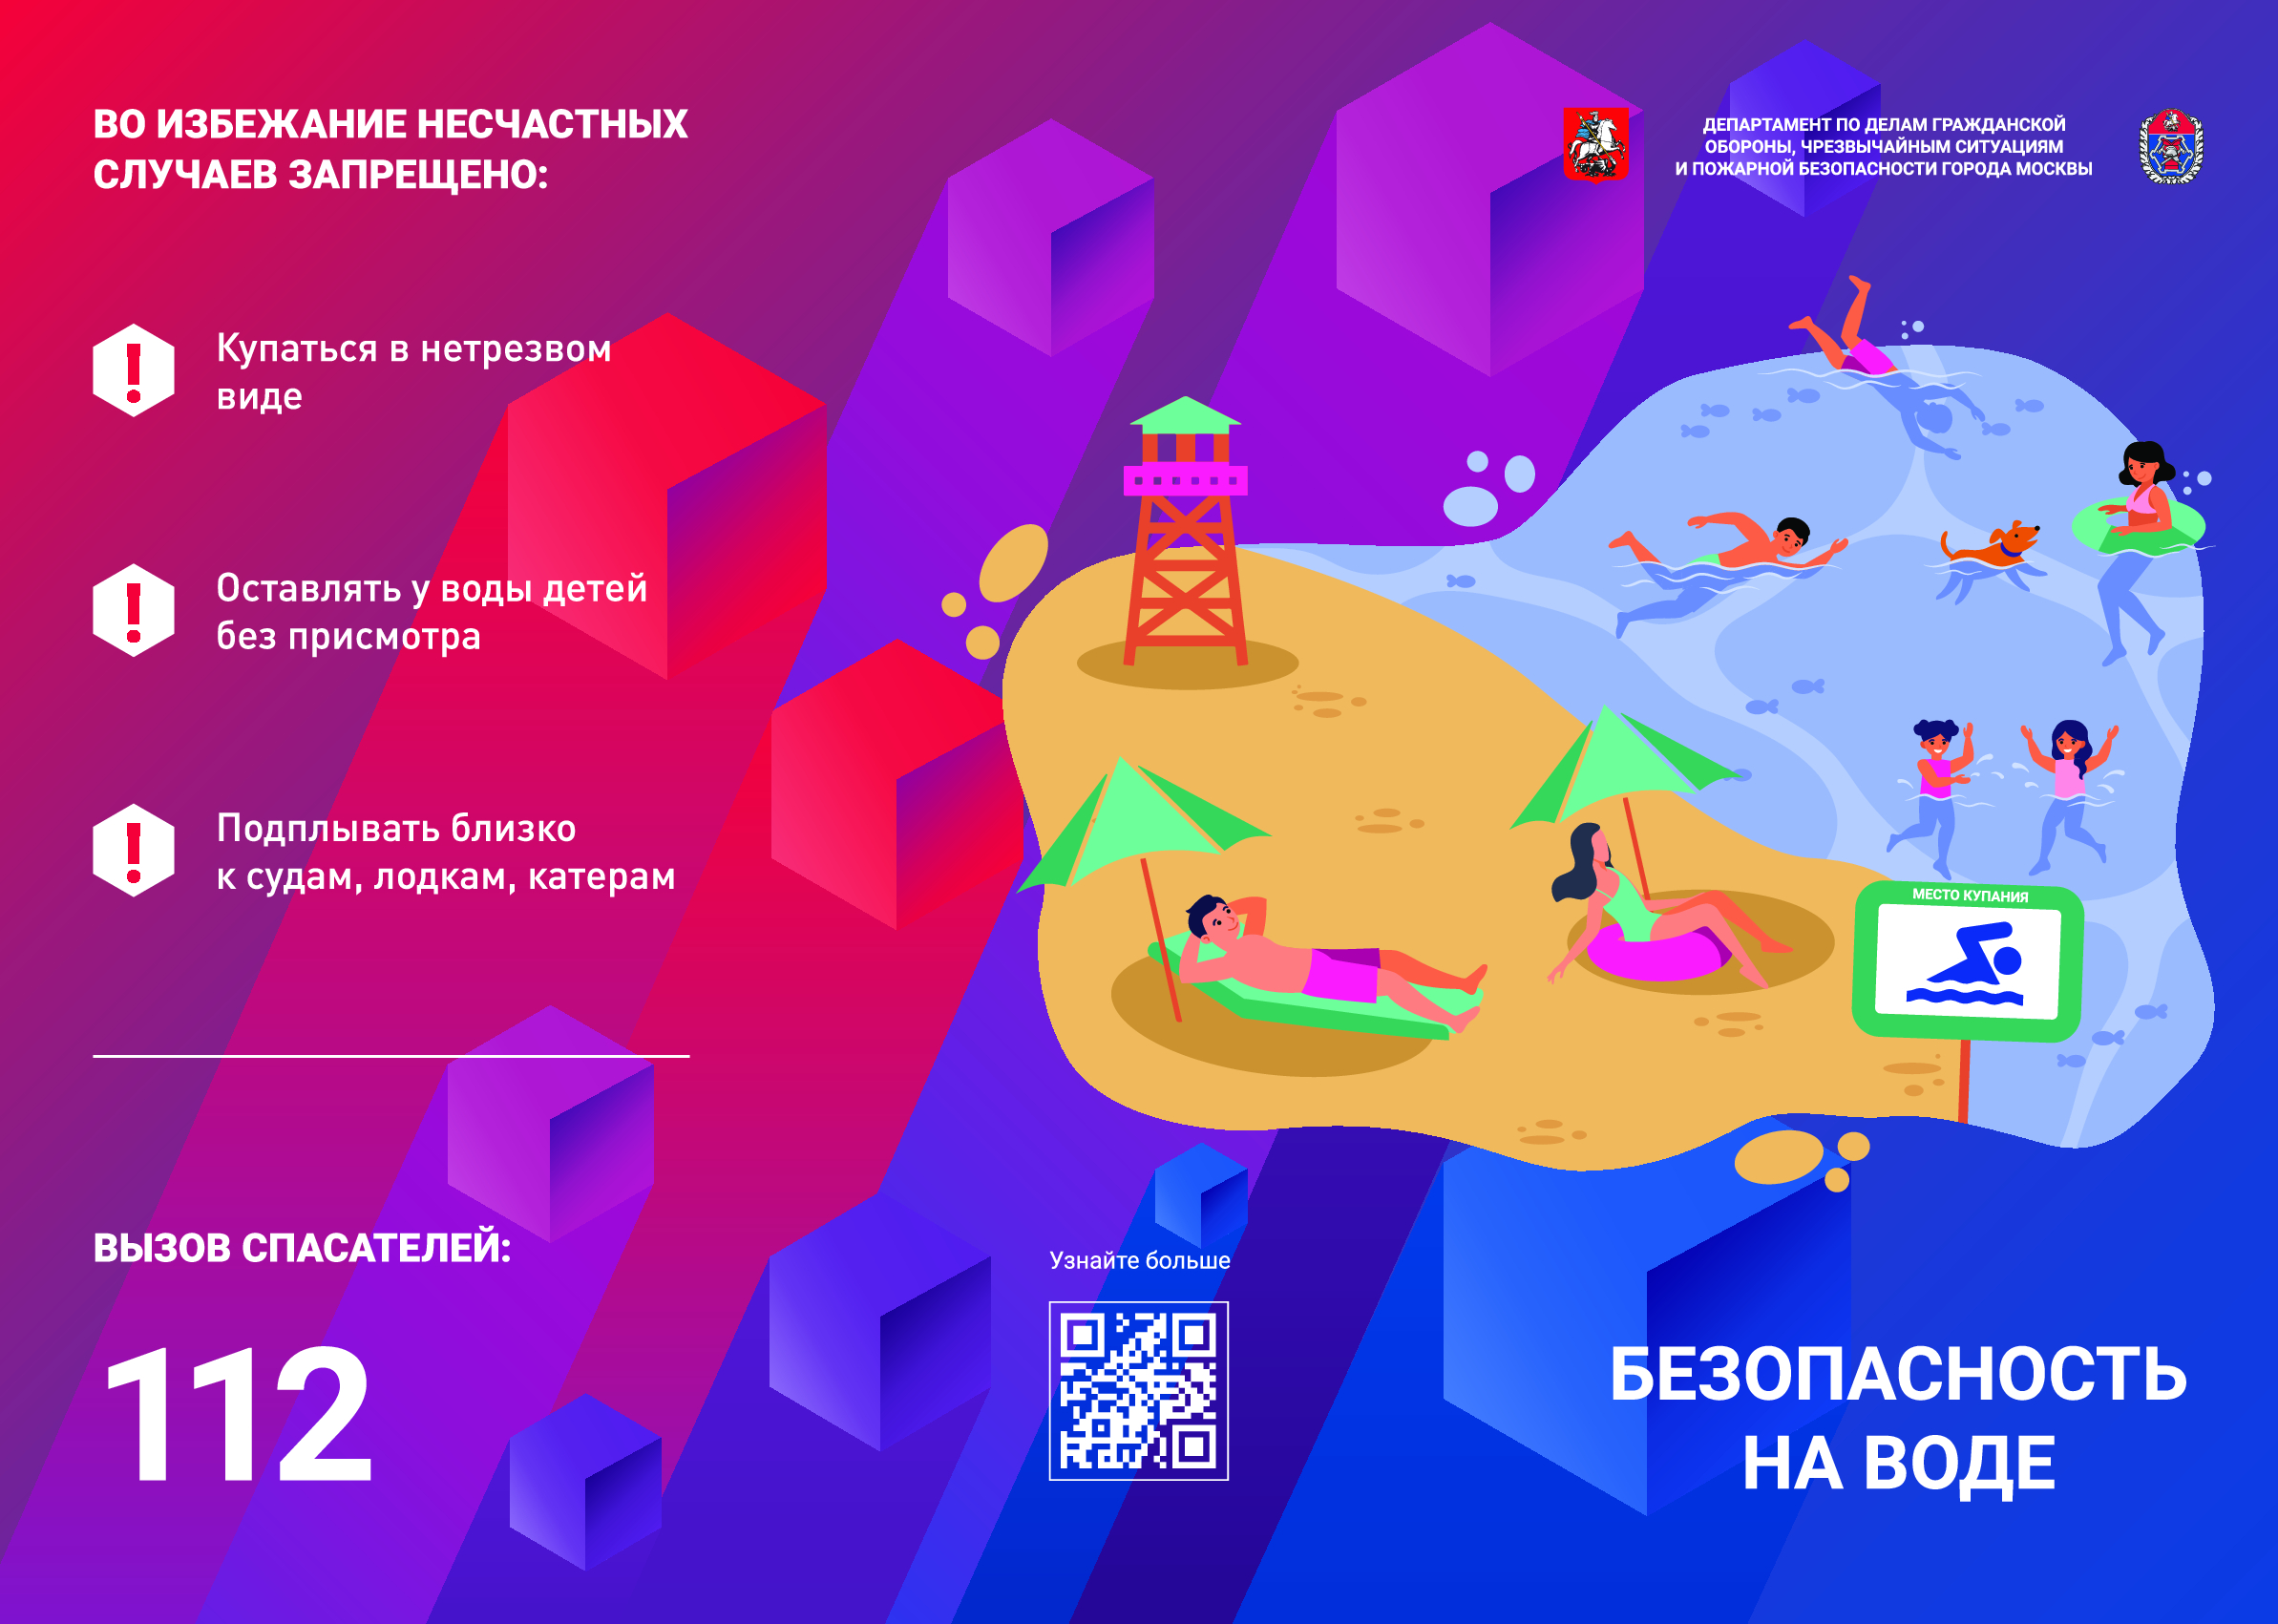 ВО ИЗБЕЖАНИЕ НЕСЧАСТНЫХ
СЛУЧАЕВ ЗАПРЕЩЕНО:
Купаться в нетрезвом
виде
Оставлять у воды детей
без присмотра
Подплывать близко
к судам, лодкам, катерам
ВЫЗОВ СПАСАТЕЛЕЙ:
112
Узнайте больше
ДЕПАРТАМЕНТ ПО ДЕЛАМ ГРАЖДАНСКОЙ
ОБОРОНЫ, ЧРЕЗВЫЧАЙНЫМ СИТУАЦИЯМ
И ПОЖАРНОЙ БЕЗОПАСНОСТИ ГОРОДА МОСКВЫ
МЕСТО КУПАНИЯ
БЕЗОПАСНОСТЬ
НА ВОДЕ